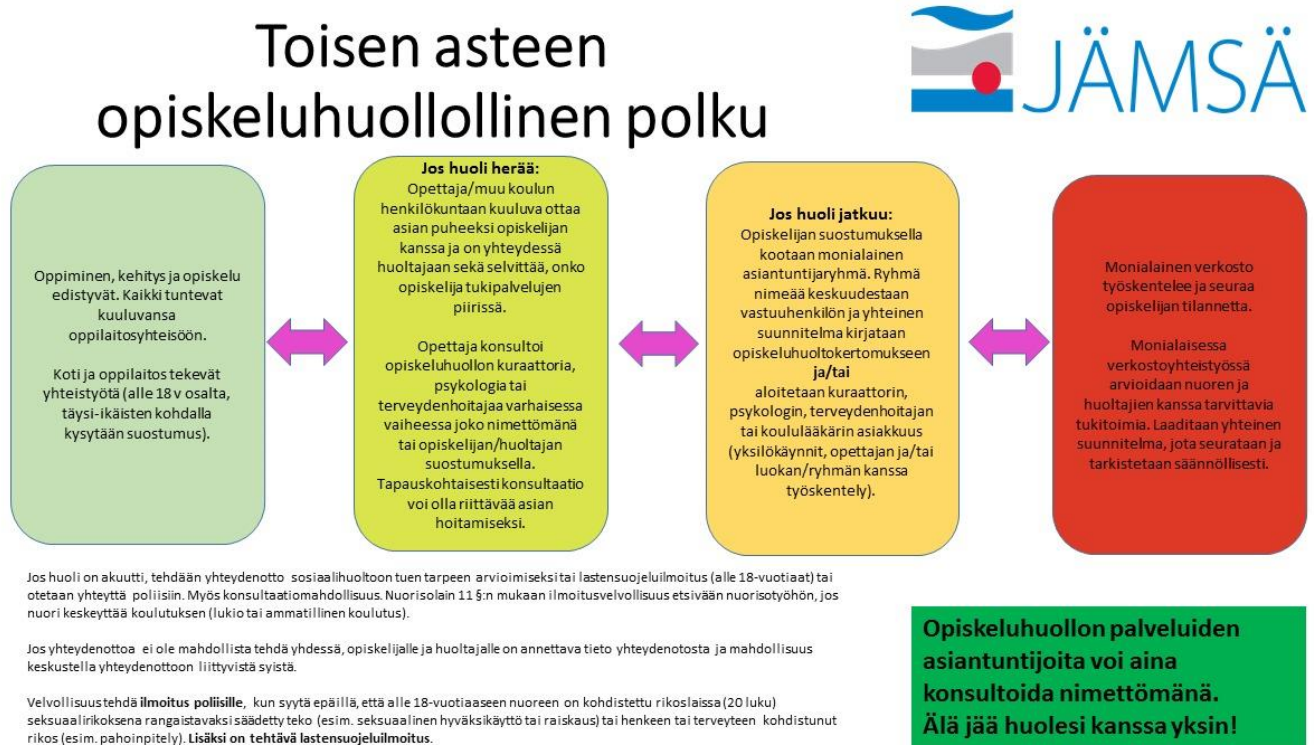 Toisen asteen
opiskeluhuollollinen polku
JÄMSÄ
Oppiminen, kehitys ja opiskelu
edistyvät. Kaikki tuntevat
kuuluvansa
oppilaitosyhteisöön.
Koti ja oppilaitos tekevät
yhteistyötä (alle 18 v osalta,
täysi-ikäisten kohdalla
kysytään suostumus).
Jos huoli herää:
Opettaja/muu koulun
henkilökuntaan kuuluva ottaa
asian puheeksi opiskelijan
kanssa ja on yhteydessä
huoltajaan sekä selvittää, onko
opiskelija tukipalvelujen
piirissä.
Opettaja konsultoi
opiskeluhuollon kuraattoria,
psykologia tai
terveydenhoitajaa varhaisessa
vaiheessa joko nimettömänä
tai opiskelijan/huoltajan
suostumuksella.
Tapauskohtaisesti konsultaatio
voi olla riittävää asian
hoitamiseksi.
Jos huoli jatkuu:
Opiskelijan suostumuksella
kootaan monialainen
asiantuntijaryhmä. Ryhmä
nimeää keskuudestaan
vastuuhenkilön ja yhteinen
suunnitelma kirjataan
opiskeluhuoltokertomukseen
ja/tai
aloitetaan kuraattorin,
psykologin, terveydenhoitajan
tai koululääkärin asiakkuus
(yksilökäynnit, opettajan ja/tai
luokan/ryhmän kanssa
työskentely).
Monialainen verkosto
työskentelee ja seuraa
opiskelijan tilannetta.
Monialaisessa
verkostoyhteistyössä
arvioidaan nuoren ja
huoltajien kanssa tarvittavia
tukitoimia. Laaditaan yhteinen
suunnitelma, jota seurataan ja
tarkistetaan säännöllisesti.
Jos huoli on akuutti, tehdään yhteydenotto sosiaalihuoltoon tuen tarpeen arvioimiseksi tai lastensuojeluilmoitus (alle 18-vuotiaat) tai
otetaan yhteyttä poliisiin. Myös konsultaatiomahdollisuus. Nuorisolain 11 §:n mukaan ilmoitusvelvollisuus etsivään nuorisotyöhön, jos
nuori keskeyttää koulutuksen (lukio tai ammatillinen koulutus).
Jos yhteydenottoa ei ole mahdollista tehdä yhdessä, opiskelijalle ja huoltajalle on annettava tieto yhteydenotosta ja mahdollisuus
keskustella yhteydenottoon liittyvistä syistä.
Velvollisuus tehdä ilmoitus poliisille, kun syytä epäillä, että alle 18-vuotiaaseen nuoreen on kohdistettu rikoslaissa (20 luku)
seksuaalirikoksena rangaistavaksi säädetty teko (esim. seksuaalinen hyväksikäyttö tai raiskaus) tai henkeen tai terveyteen kohdistunut
rikos (esim. pahoinpitely). Lisäksi on tehtävä lastensuojeluilmoitus.
Opiskeluhuollon palveluiden
asiantuntijoita voi aina
konsultoida nimettömänä.
Älä jää huolesi kanssa yksin!